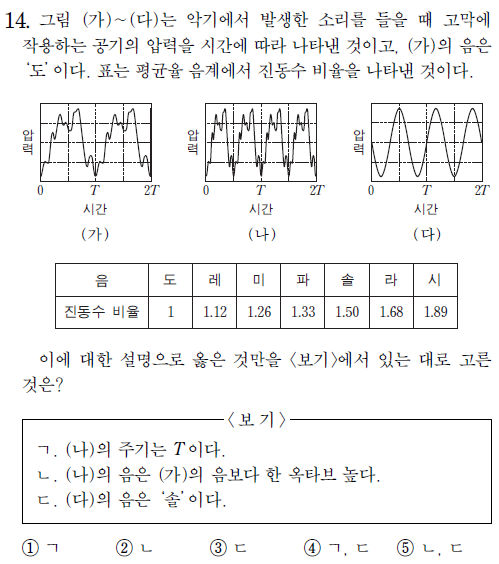 14. 그림 (가)~(다)는 악기에서 발생한 소리를 들을 때 고막에
작용하는 공기의 압력을 시간에 따라 나타낸 것이고, (가)의 음은
‘도’이다. 표는 평균율 음계에서 진동수 비율을 나타낸 것이다.
압력 압력 압력
0 T 2T 0 T 2T 0 T 2T
시간 시간 시간
(가) (나) (다)
음 도 레 미 파 솔 라 시
진동수 비율 1 1.12 1.26 1.33 1.50 1.68 1.89
이에 대한 설명으로 옳은 것만을 <보기>에서 있는 대로 고른
것은?
<보기>
ㄱ. (나)의 주기는 T이다.
ㄴ. (나)의 음은 (가)의 음보다 한 옥타브 높다.
ㄷ. (다)의 음은 ‘솔’이다.
① ㄱ ② ㄴ ③ ㄷ ④ ㄱ, ㄷ ⑤ ㄴ, ㄷ